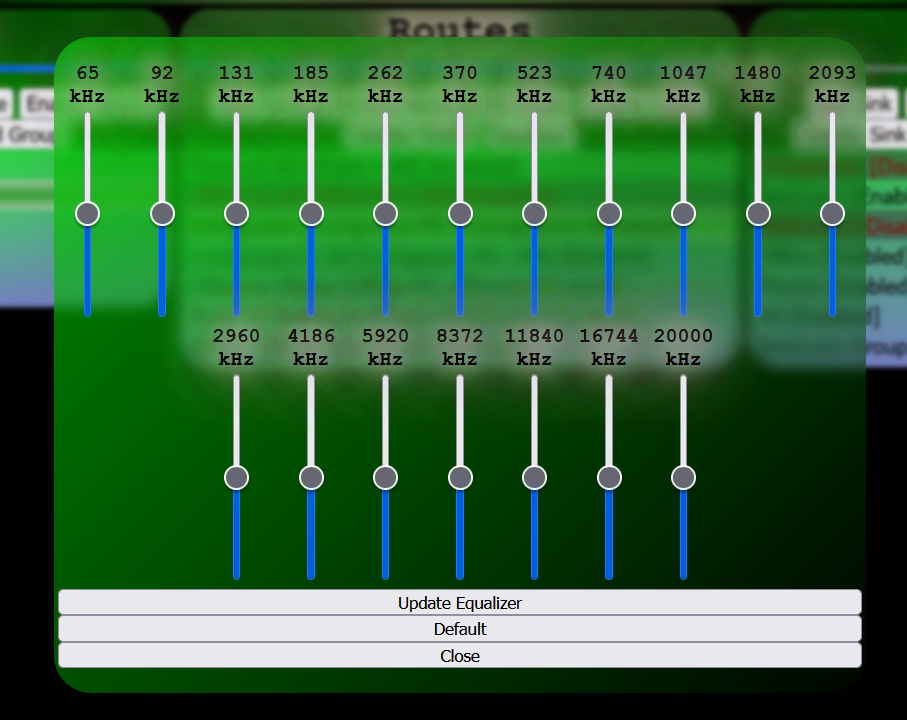 Routes
65 92 131 185 262 370 523 740 1047 1480 2093
kHz kHz kHz kHz kHz kHz kHz kHz kHz kHz kHz
Sink
2960 4186 5920 8372 11840 16744 20000
kHz kHz kHz kHz kHz kHz kHz
Update Equalizer
Default
Close